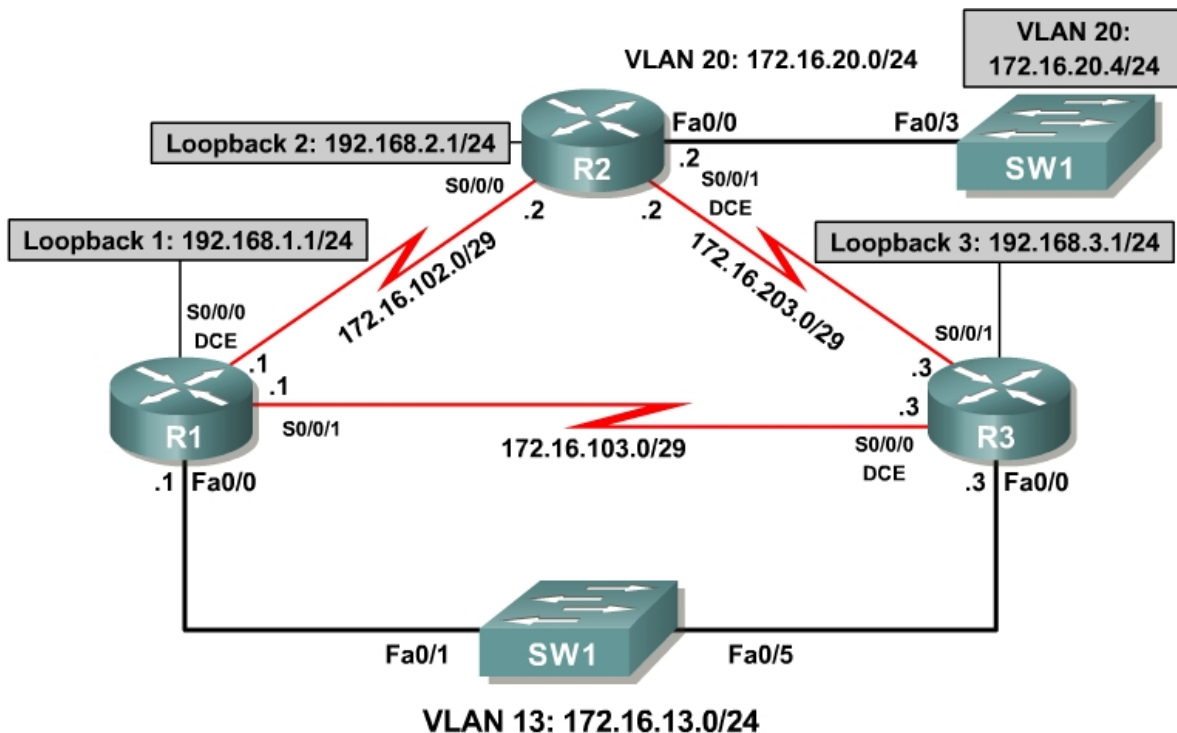 VLAN 20:
172.16.20.4/24
VLAN 20: 172.16.20.0/24
Fa0/0
Fa0/3
Loopback 2: 192.168.2.1/24
R2
.2
SW1
S0/0/0
S0/0/1
DCE
.2
.2
Loopback 1: 192.168.1.1/24
Loopback 3: 192.168.3.1/24
172.16.102.0/29
172.16.203.0/29
S0/0/0
DCE
S0/0/1
.1
.1
.3
.3
R1
S0/0/1
172.16.103.0/29
S0/0/0
DCE
R3
.1
Fa0/0
.3
Fa0/0
Fa0/1
SW1
Fa0/5
VLAN 13: 172.16.13.0/24